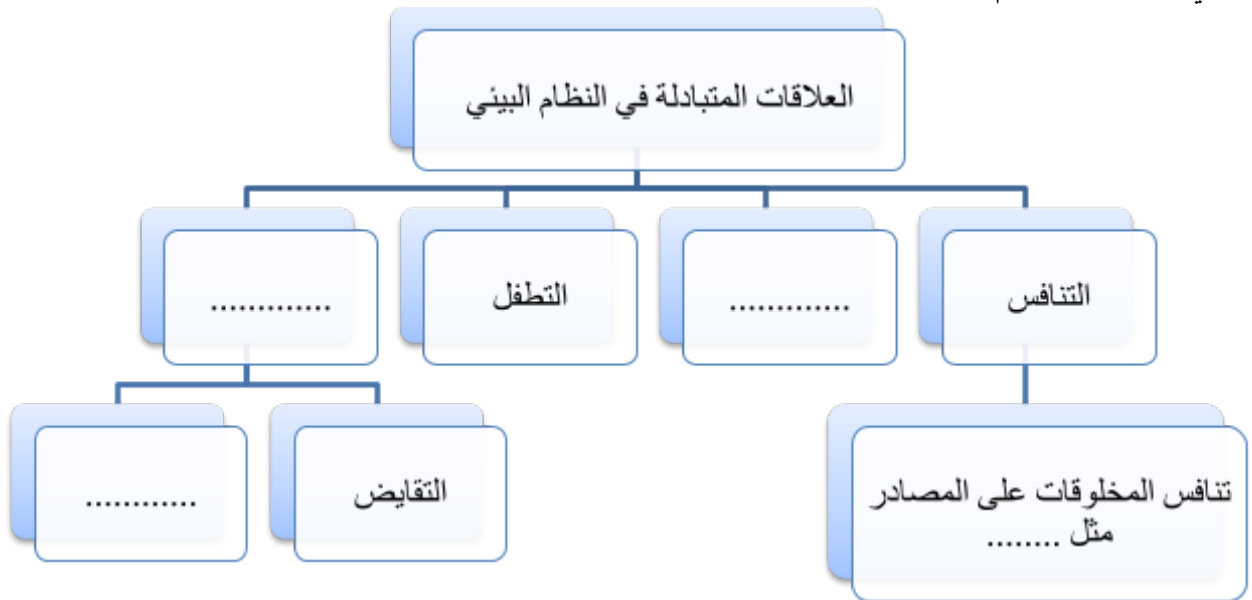 العلاقات المتبادلة في النظام البيئي
التنافس
.............
التطفل
.............
تنافس المخلوقات على المصادر
مثل ........
التقايض
............